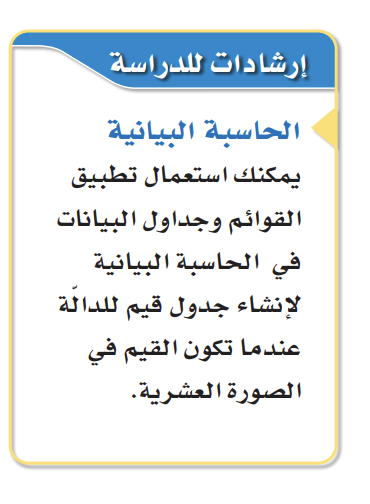 إرشادات للدراسة
الحاسبة البيانية
يمكنك استعمال تطبيق
القوائم وجداول البيانات
في الحاسبة البيانية
لإنشاء جدول قيم للدالّة
عندما تكون القيم في
الصورة العشرية.